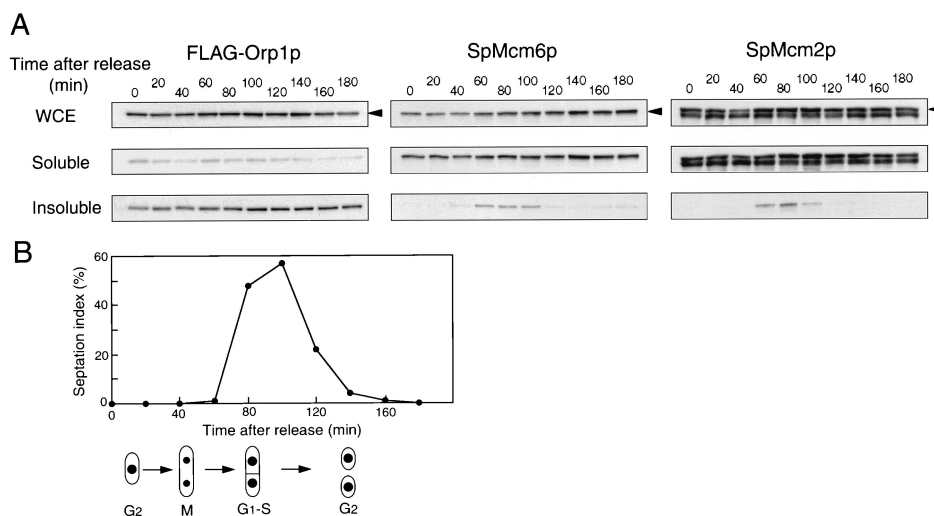 A
FLAG-Orp1p SpMcm6p SpMcm2p
Time after release (min)
0 20 40 60 80 100 120 140 160 180
0 20 40 60 80 100 120 140 160 180
0 20 40 60 80 100 120 140 160 180
WCE
Soluble
Insoluble
B
Septation index (%)
60
40
20
0
0 40 80 120 160
Time after release (min)
G2 M G1-S G2